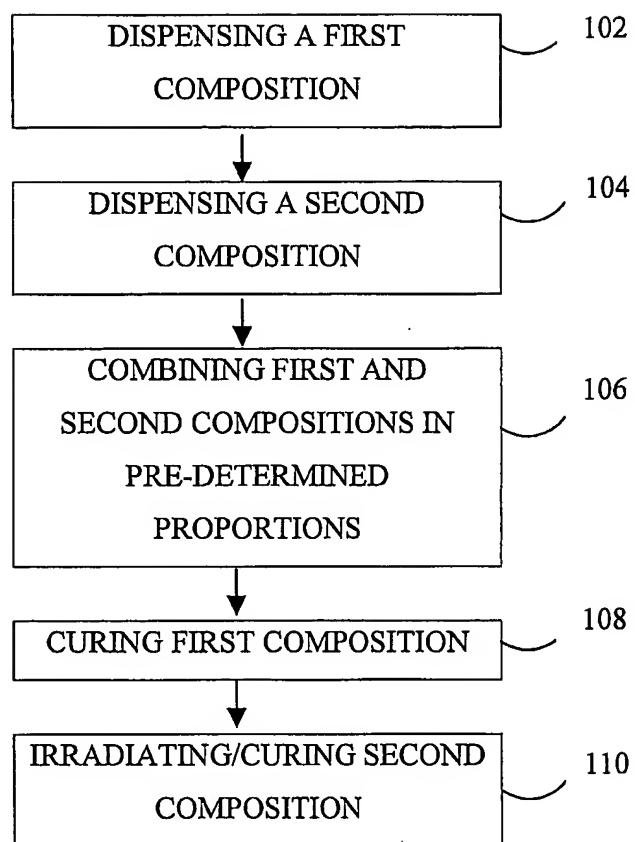 DISPENSING A FIRST
COMPOSITION
102
DISPENSING A SECOND
COMPOSITION
104
COMBINING FIRST AND
SECOND COMPOSITIONS IN
PRE-DETERMINED
PROPORTIONS
106
CURING FIRST COMPOSITION
108
IRRADIATING/CURING SECOND
COMPOSITION
110